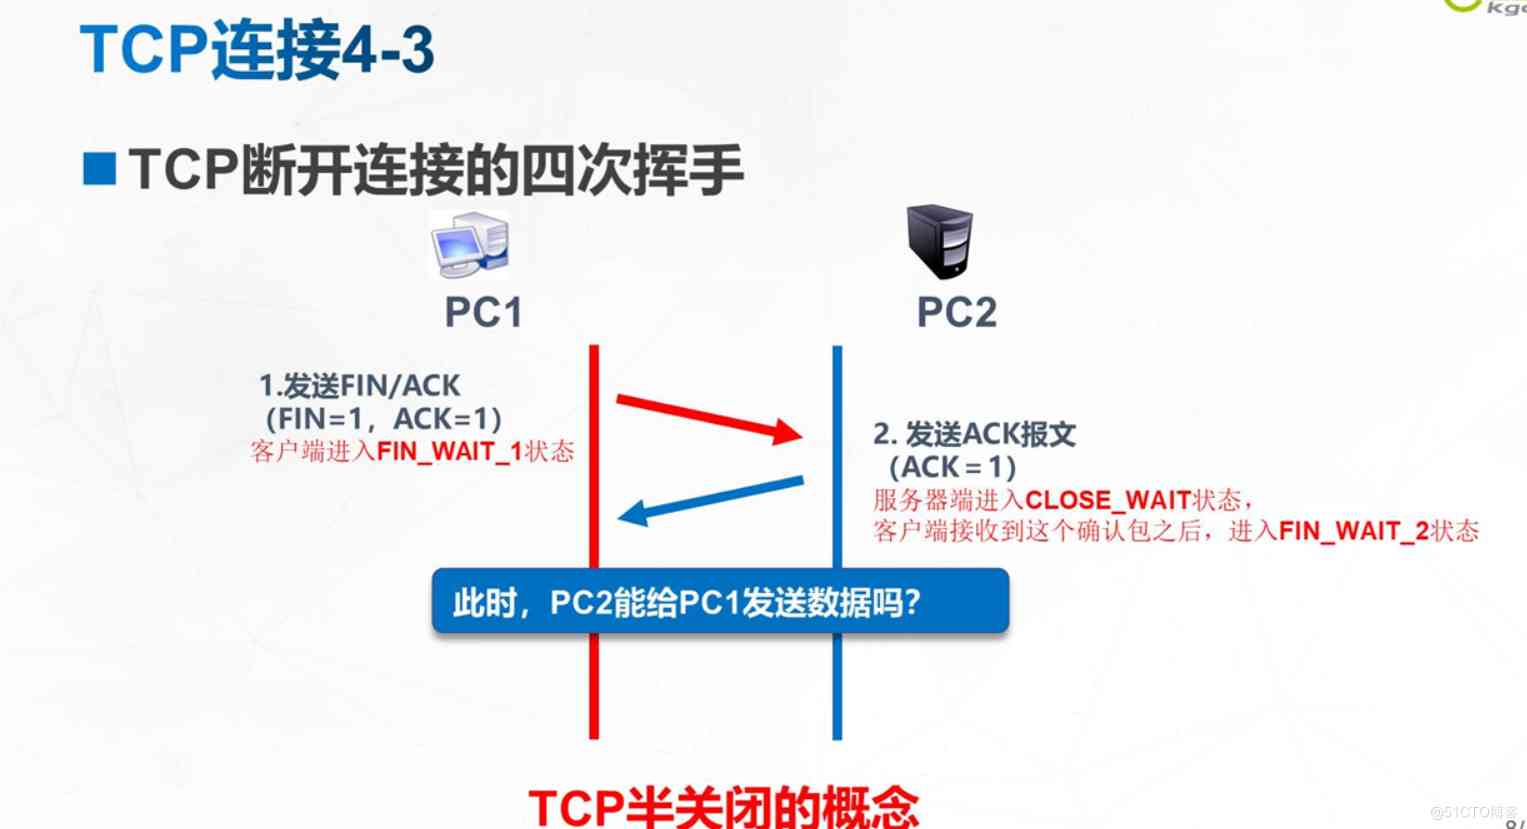 TCP连接4-3
TCP断开连接的四次挥手
PC1
PC2
1.发送FIN/ACK
（FIN=1，ACK=1）
客户端进入FIN_WAIT_1状态
2. 发送ACK报文
（ACK＝1）
服务器端进入CLOSE_WAIT状态，
客户端接收到这个确认包之后，进入FIN_WAIT_2状态
此时，PC2能给PC1发送数据吗？
TCP半关闭的概念
@51CTO博客